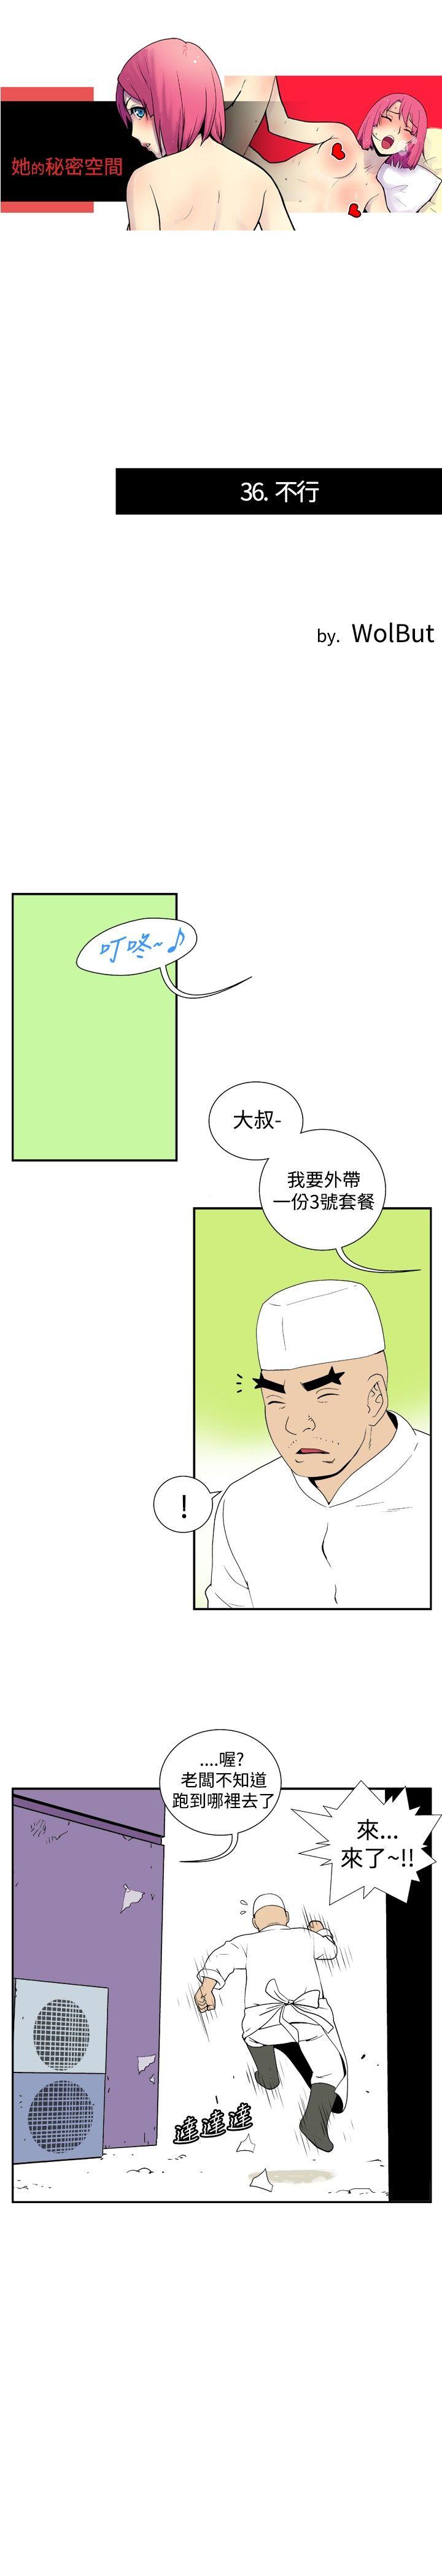 她的秘密空間
36. 不行
by. WolBut
叮咚~♪
大叔-
我要外帶
一份3號套餐
!
....喔?
老闆不知道
跑到哪裡去了
來...
來了~!!
達達達